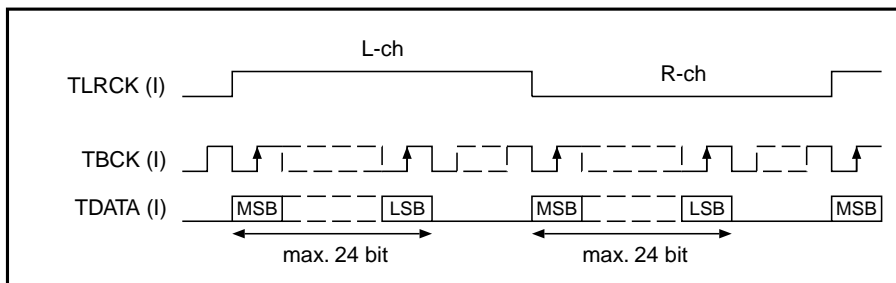 L-ch
R-ch
TLRCK (I)
TBCK (I)
TDATA (I)
MSB LSB MSB LSB MSB
max. 24 bit max. 24 bit